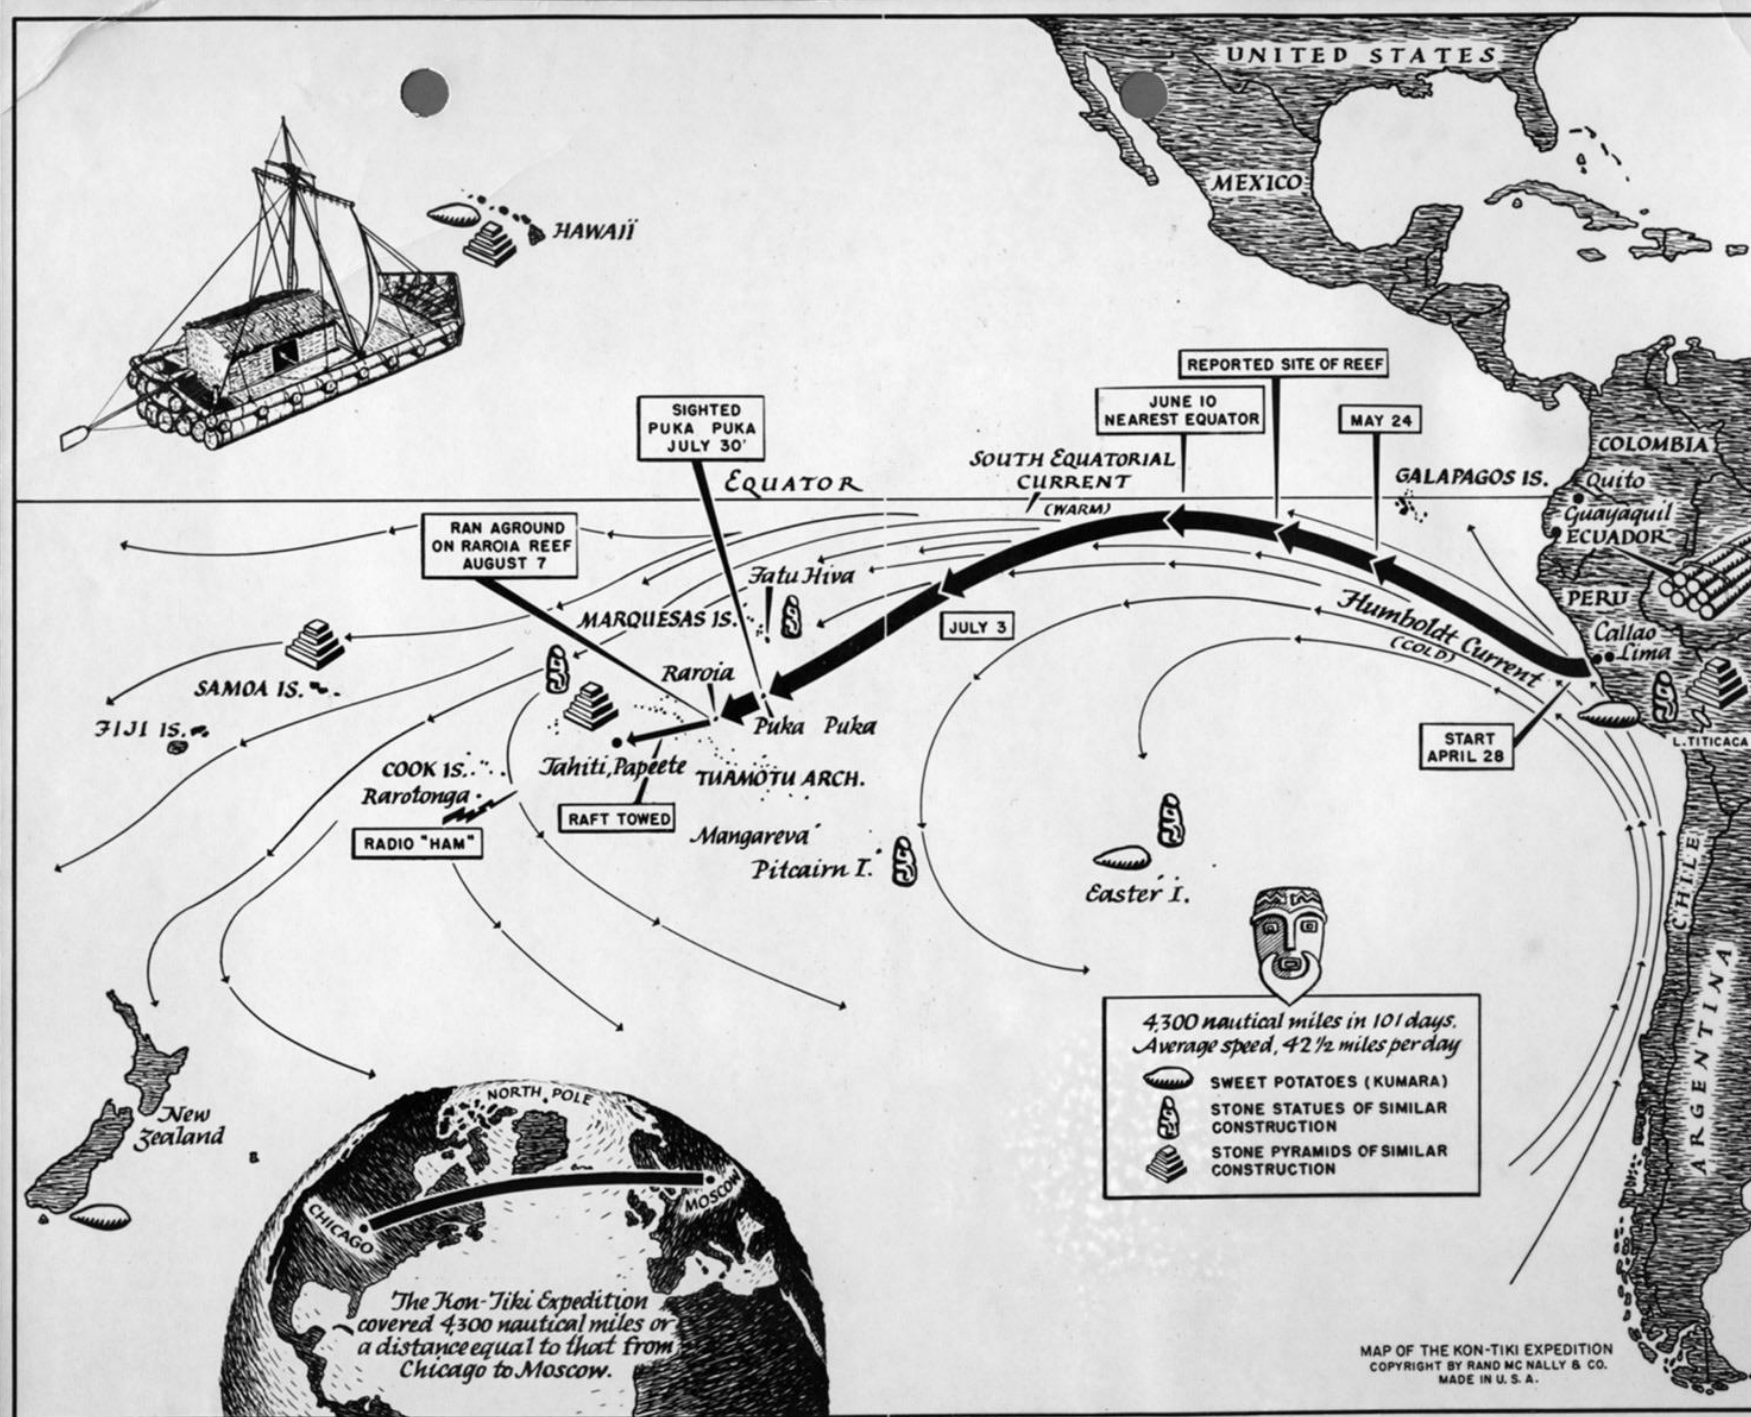 UNITED STATES
MEXICO
HAWAII
REPORTED SITE OF REEF
JUNE 10
NEAREST EQUATOR
MAY 24
SIGHTED
PUKA PUKA
JULY 30
COLOMBIA
SOUTH EQUATORIAL
CURRENT
(WARM)
EQUATOR
GALAPAGOS IS.
Quito
Guayaquil
ECUADOR
RAN AGROUND
ON RAROIA REEF
AUGUST 7
Fatu Hiva
MARQUESAS IS.
JULY 3
PERU
Humboldt Current
(COLD)
Callao
Lima
Raroia
SAMOA IS.
FIJI IS.
Puka Puka
START
APRIL 28
L. TITICACA
COOK IS.
Rarotonga
Tahiti, Papeete
TUAMOTU ARCH.
RAFT TOWED
RADIO "HAM"
Mangareva
Pitcairn I.
Easter I.
CHILE
ARGENTINA
4,300 nautical miles in 101 days.
Average speed, 42 1/2 miles per day
SWEET POTATOES (KUMARA)
STONE STATUES OF SIMILAR
CONSTRUCTION
STONE PYRAMIDS OF SIMILAR
CONSTRUCTION
New
Zealand
NORTH POLE
CHICAGO
MOSCOW
The Kon-Tiki Expedition
covered 4,300 nautical miles or
a distance equal to that from
Chicago to Moscow.
MAP OF THE KON-TIKI EXPEDITION
COPYRIGHT BY RAND MC NALLY & CO.
MADE IN U. S. A.